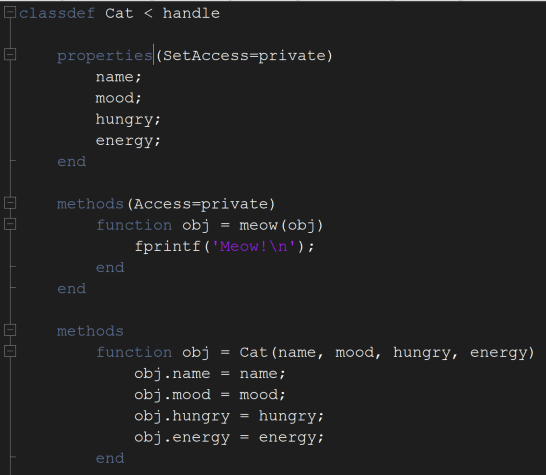 classdef Cat < handle
properties(SetAccess=private)
name;
mood;
hungry;
energy;
end
methods(Access=private)
function obj = meow(obj)
fprintf('Meow!\n');
end
end
methods
function obj = Cat(name, mood, hungry, energy)
obj.name = name;
obj.mood = mood;
obj.hungry = hungry;
obj.energy = energy;
end